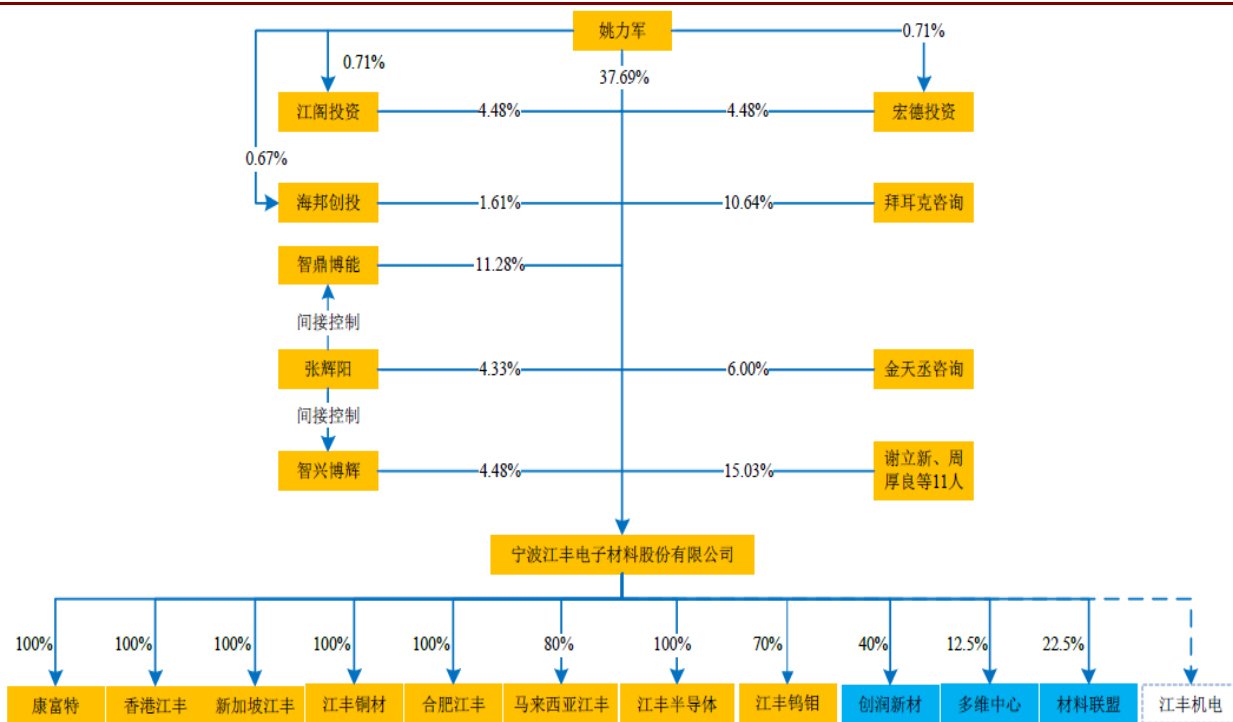 姚力军
0.71%
0.71%
37.69%
江阁投资
4.48%
4.48%
宏德投资
0.67%
海邦创投
1.61%
10.64%
拜耳克咨询
智鼎博能
11.28%
间接控制
张辉阳
4.33%
6.00%
金天丞咨询
间接控制
智兴博辉
4.48%
15.03%
谢立新、周
厚良等11人
宁波江丰电子材料股份有限公司
100%
100%
100%
100%
100%
80%
100%
70%
40%
12.5%
22.5%
康富特
香港江丰
新加坡江丰
江丰铜材
合肥江丰
马来西亚江丰
江丰半导体
江丰钨钼
创润新材
多维中心
材料联盟
江丰机电